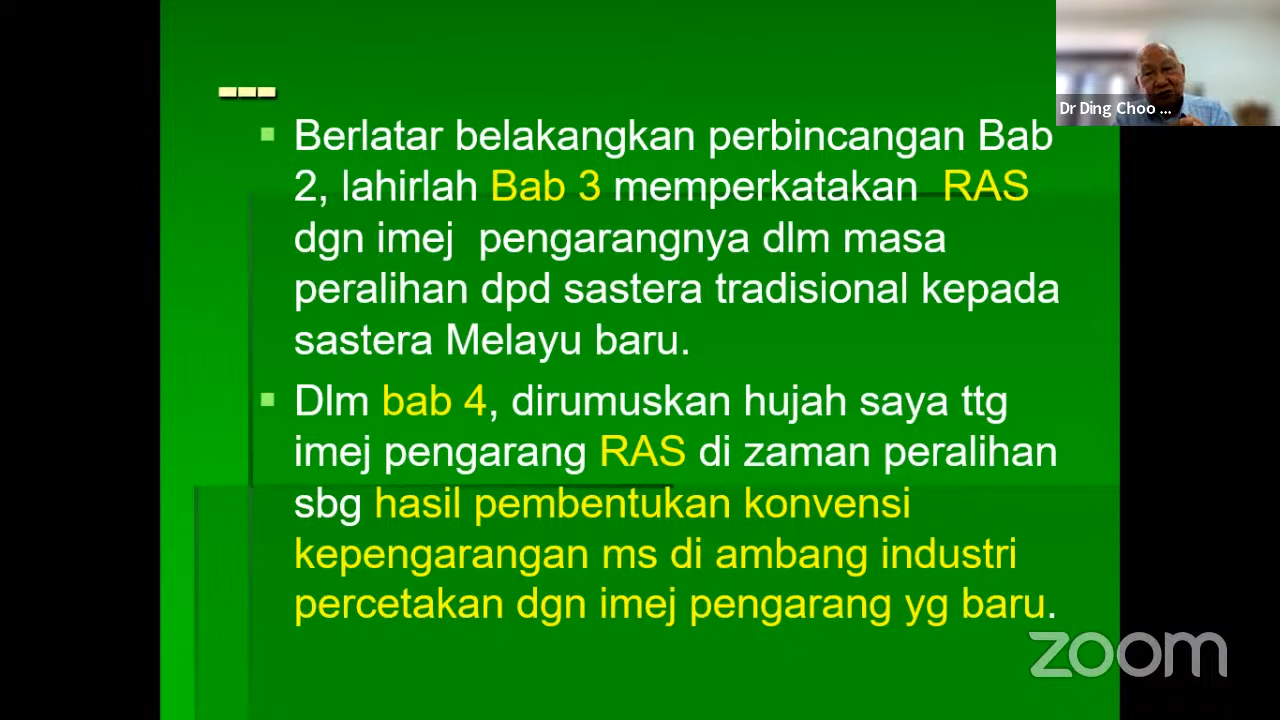 ---
Dr Ding Choo ...
▪ Berlatar belakangkan perbincangan Bab
2, lahirlah Bab 3 memperkatakan RAS
dgn imej pengarangnya dlm masa
peralihan dpd sastera tradisional kepada
sastera Melayu baru.
▪ Dlm bab 4, dirumuskan hujah saya ttg
imej pengarang RAS di zaman peralihan
sbg hasil pembentukan konvensi
kepengarangan ms di ambang industri
percetakan dgn imej pengarang yg baru.
zoom